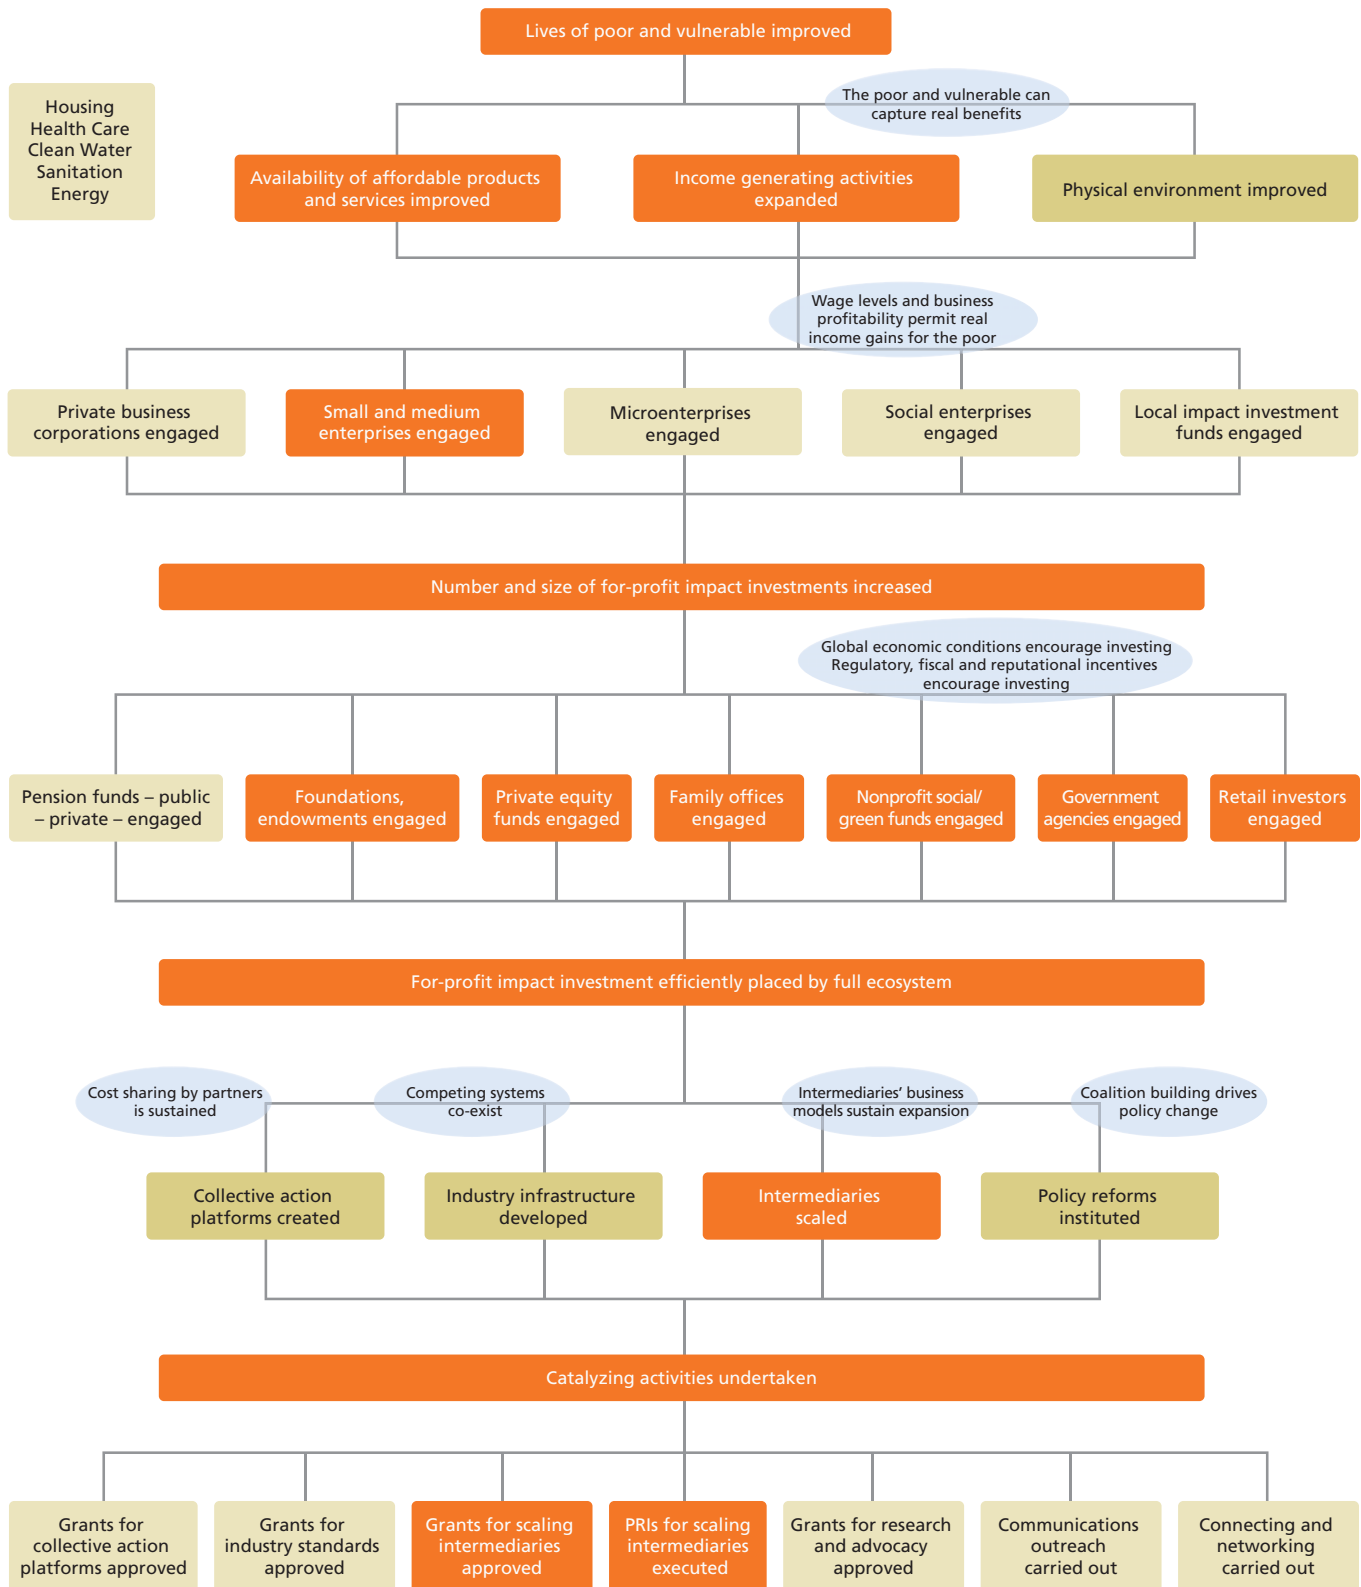 Lives of poor and vulnerable improved
Housing
Health Care
Clean Water
Sanitation
Energy
The poor and vulnerable can
capture real benefits
Availability of affordable products
and services improved
Income generating activities
expanded
Physical environment improved
Wage levels and business
profitability permit real
income gains for the poor
Private business
corporations engaged
Small and medium
enterprises engaged
Microenterprises
engaged
Social enterprises
engaged
Local impact investment
funds engaged
Number and size of for-profit impact investments increased
Global economic conditions encourage investing
Regulatory, fiscal and reputational incentives
encourage investing
Pension funds – public
– private – engaged
Foundations,
endowments engaged
Private equity
funds engaged
Family offices
engaged
Nonprofit social/
green funds engaged
Government
agencies engaged
Retail investors
engaged
For-profit impact investment efficiently placed by full ecosystem
Cost sharing by partners
is sustained
Competing systems
co-exist
Intermediaries’ business
models sustain expansion
Coalition building drives
policy change
Collective action
platforms created
Industry infrastructure
developed
Intermediaries
scaled
Policy reforms
instituted
Catalyzing activities undertaken
Grants for
collective action
platforms approved
Grants for
industry standards
approved
Grants for scaling
intermediaries
approved
PRIs for scaling
intermediaries
executed
Grants for research
and advocacy
approved
Communications
outreach
carried out
Connecting and
networking
carried out